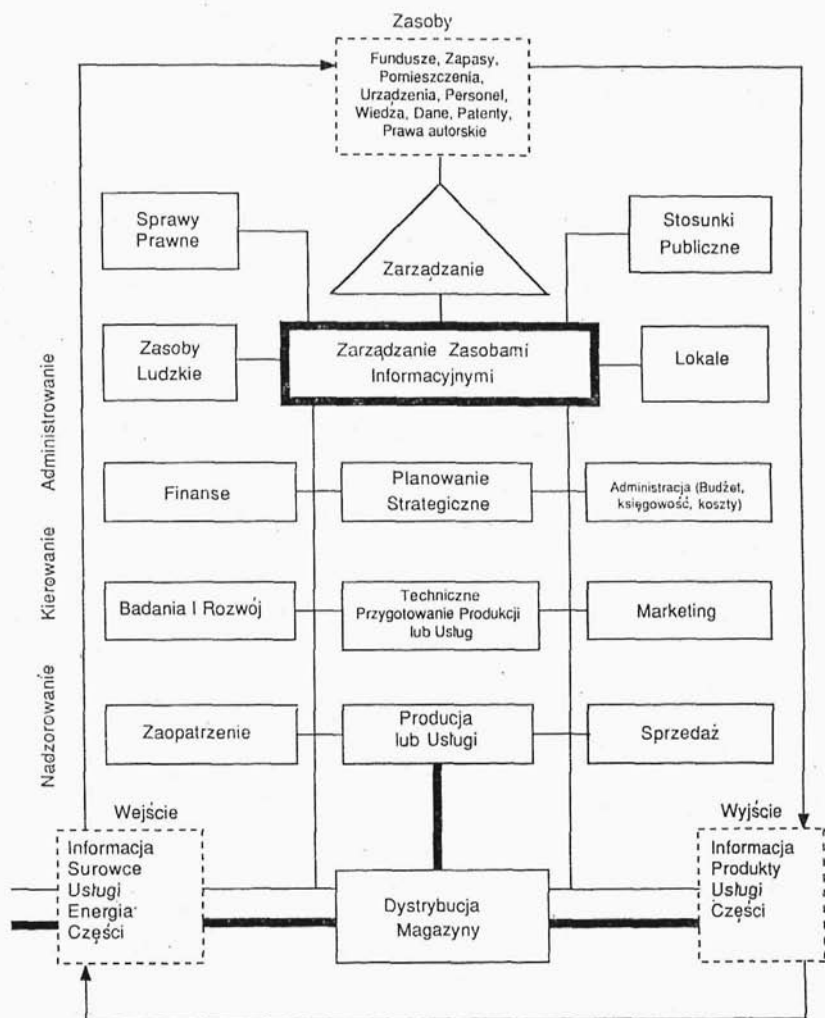 Zasoby
Fundusze, Zapasy,
Pomieszczenia,
Urządzenia, Personel,
Wiedza, Dane, Patenty,
Prawa autorskie
Sprawy
Prawne
Zarządzanie
Stosunki
Publiczne
Zasoby
Ludzkie
Zarządzanie Zasobami
Informacyjnymi
Lokale
Administrowanie
Finanse
Planowanie
Strategiczne
Administracja (Budżet,
księgowość, koszty)
Kierowanie
Badania I Rozwój
Techniczne
Przygotowanie Produkcji
lub Usług
Marketing
Nadzorowanie
Zaopatrzenie
Producja
lub Usługi
Sprzedaż
Wejście
Informacja
Surowce
Usługi
Energia
Części
Dystrybucja
Magazyny
Wyjście
Informacja
Produkty
Usługi
Części